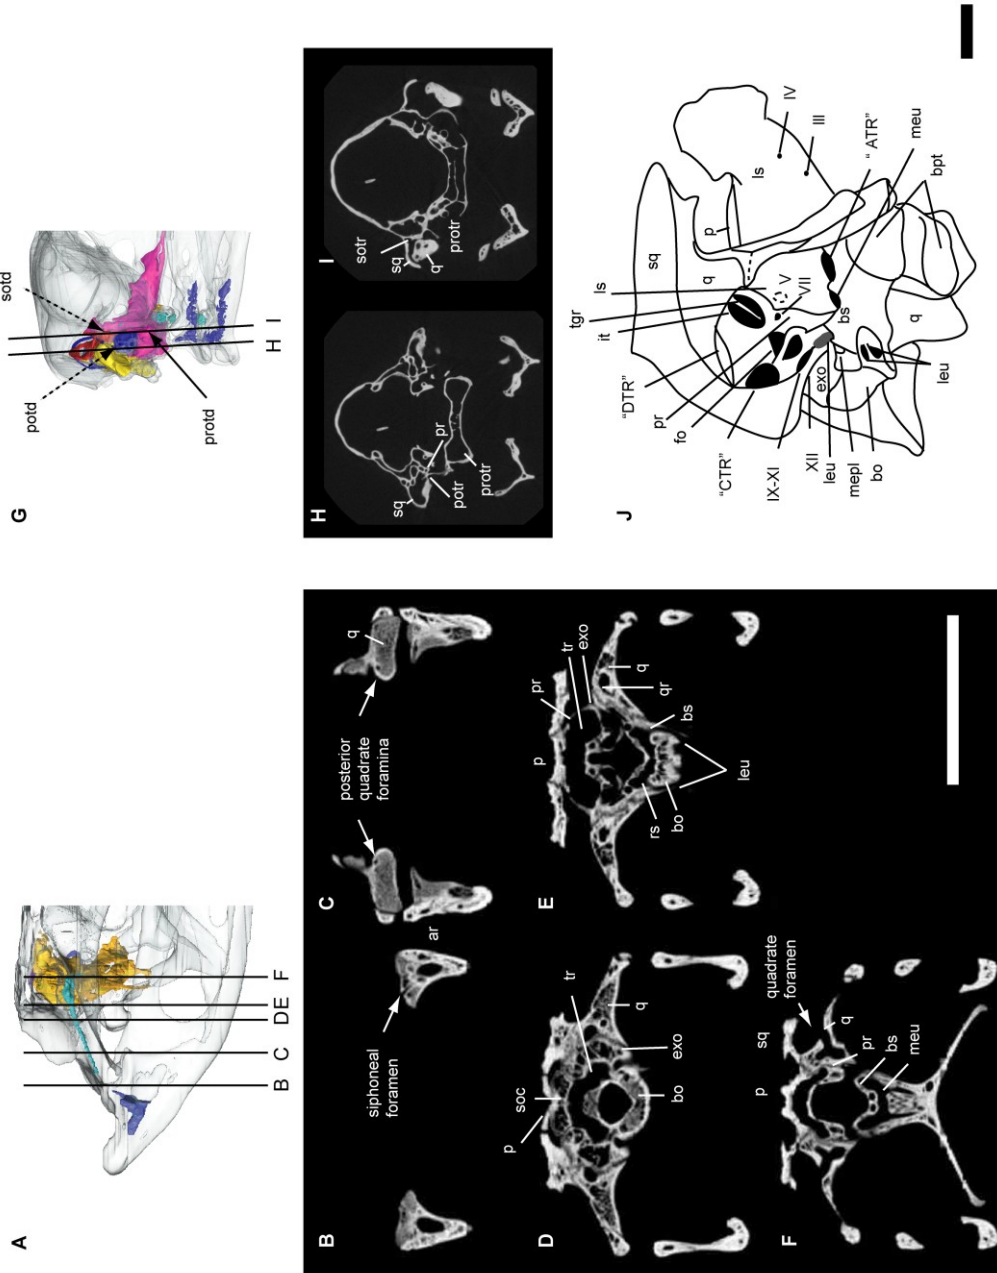 A
B
C
D
E
F
B
siphoneal
foramen
C
ar
posterior
quadrate
foramina
q
D
p
soc
tr
q
exo
bo
E
p
pr
tr
exo
q
qr
bs
leu
rs
bo
F
p
sq
quadrate
foramen
q
pr
bs
meu
G
potd
sotd
protd
H
I
H
sq
potr
pr
protr
I
sotr
sq
q
protr
J
"DTR"
pr
fo
"CTR"
IX-XI
XII
leu
mepl
bo
it
tgr
ls
sq
q
p
ls
IV
III
V
VII
"ATR"
meu
bpt
bs
exo
q
leu